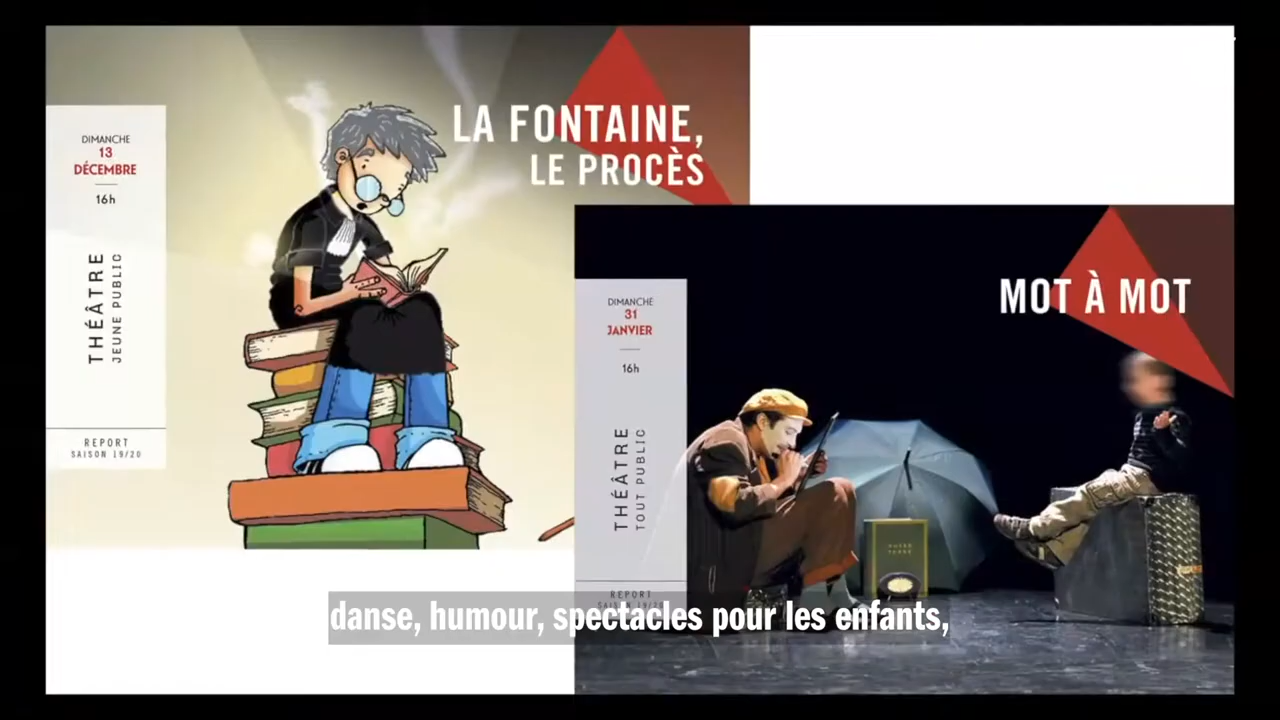 LA FONTAINE,
LE PROCÈS
DIMANCHE
13
DÉCEMBRE
16h
THÉÂTRE
JEUNE PUBLIC
REPORT
SAISON 19/20
MOT À MOT
DIMANCHE
31
JANVIER
16h
THÉÂTRE
TOUT PUBLIC
REPORT
danse, humour, spectacles pour les enfants,